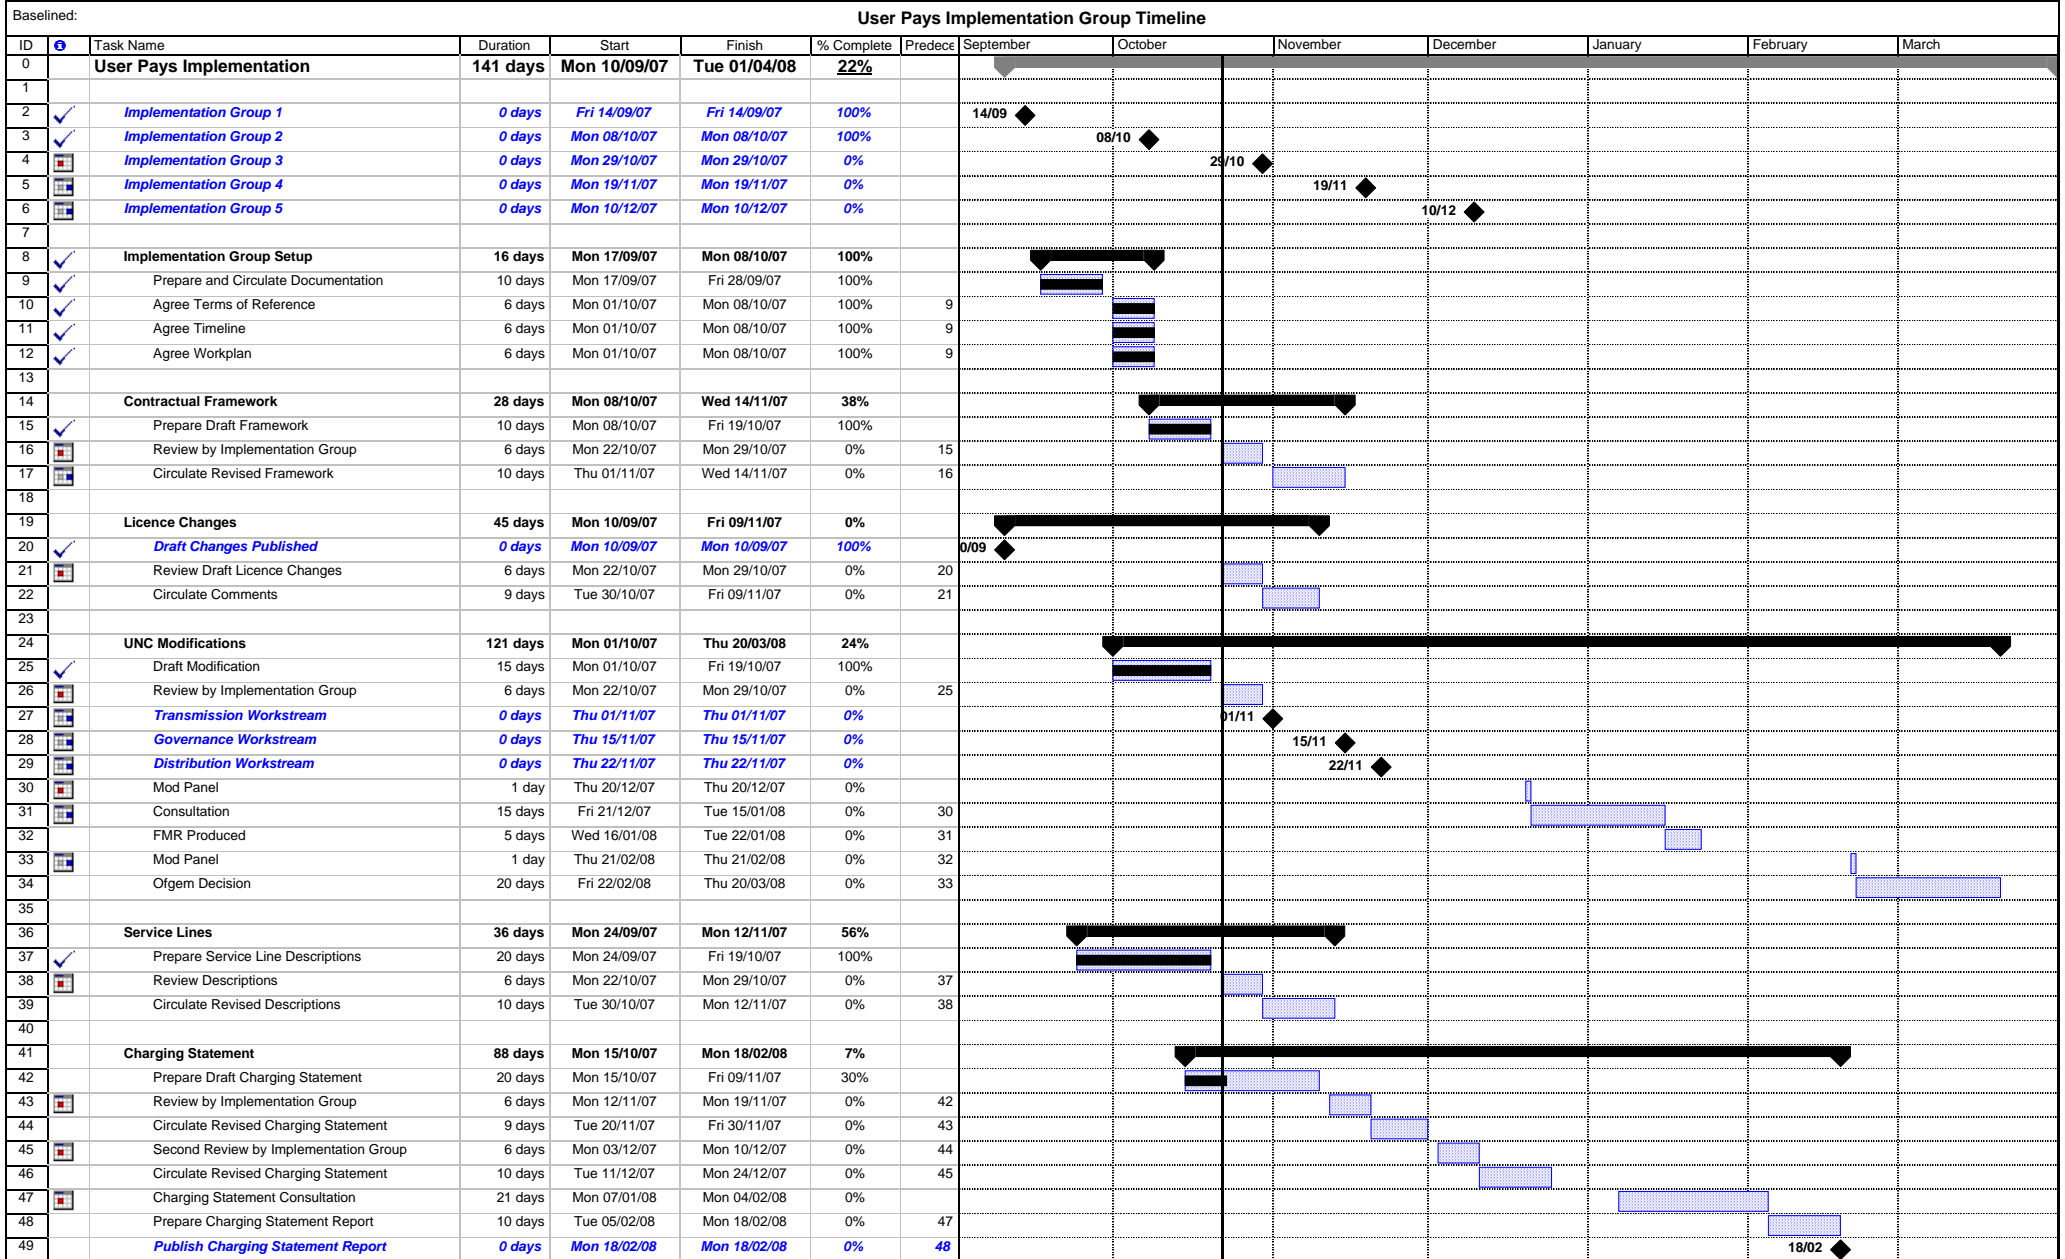 Baselined:
User Pays Implementation Group Timeline
ID Task Name Duration Start Finish % Complete Predece September October November December January February March
0 User Pays Implementation 141 days Mon 10/09/07 Tue 01/04/08 22%
1
2 Implementation Group 1 0 days Fri 14/09/07 Fri 14/09/07 100% 14/09
3 Implementation Group 2 0 days Mon 08/10/07 Mon 08/10/07 100% 08/10
4 Implementation Group 3 0 days Mon 29/10/07 Mon 29/10/07 0% 29/10
5 Implementation Group 4 0 days Mon 19/11/07 Mon 19/11/07 0% 19/11
6 Implementation Group 5 0 days Mon 10/12/07 Mon 10/12/07 0% 10/12
7
8 Implementation Group Setup 16 days Mon 17/09/07 Mon 08/10/07 100%
9 Prepare and Circulate Documentation 10 days Mon 17/09/07 Fri 28/09/07 100%
10 Agree Terms of Reference 6 days Mon 01/10/07 Mon 08/10/07 100% 9
11 Agree Timeline 6 days Mon 01/10/07 Mon 08/10/07 100% 9
12 Agree Workplan 6 days Mon 01/10/07 Mon 08/10/07 100% 9
13
14 Contractual Framework 28 days Mon 08/10/07 Wed 14/11/07 38%
15 Prepare Draft Framework 10 days Mon 08/10/07 Fri 19/10/07 100%
16 Review by Implementation Group 6 days Mon 22/10/07 Mon 29/10/07 0% 15
17 Circulate Revised Framework 10 days Thu 01/11/07 Wed 14/11/07 0% 16
18
19 Licence Changes 45 days Mon 10/09/07 Fri 09/11/07 0%
20 Draft Changes Published 0 days Mon 10/09/07 Mon 10/09/07 100% 0/09
21 Review Draft Licence Changes 6 days Mon 22/10/07 Mon 29/10/07 0% 20
22 Circulate Comments 9 days Tue 30/10/07 Fri 09/11/07 0% 21
23
24 UNC Modifications 121 days Mon 01/10/07 Thu 20/03/08 24%
25 Draft Modification 15 days Mon 01/10/07 Fri 19/10/07 100%
26 Review by Implementation Group 6 days Mon 22/10/07 Mon 29/10/07 0% 25
27 Transmission Workstream 0 days Thu 01/11/07 Thu 01/11/07 0% 01/11
28 Governance Workstream 0 days Thu 15/11/07 Thu 15/11/07 0% 15/11
29 Distribution Workstream 0 days Thu 22/11/07 Thu 22/11/07 0% 22/11
30 Mod Panel 1 day Thu 20/12/07 Thu 20/12/07 0%
31 Consultation 15 days Fri 21/12/07 Tue 15/01/08 0% 30
32 FMR Produced 5 days Wed 16/01/08 Tue 22/01/08 0% 31
33 Mod Panel 1 day Thu 21/02/08 Thu 21/02/08 0% 32
34 Ofgem Decision 20 days Fri 22/02/08 Thu 20/03/08 0% 33
35
36 Service Lines 36 days Mon 24/09/07 Mon 12/11/07 56%
37 Prepare Service Line Descriptions 20 days Mon 24/09/07 Fri 19/10/07 100%
38 Review Descriptions 6 days Mon 22/10/07 Mon 29/10/07 0% 37
39 Circulate Revised Descriptions 10 days Tue 30/10/07 Mon 12/11/07 0% 38
40
41 Charging Statement 88 days Mon 15/10/07 Mon 18/02/08 7%
42 Prepare Draft Charging Statement 20 days Mon 15/10/07 Fri 09/11/07 30%
43 Review by Implementation Group 6 days Mon 12/11/07 Mon 19/11/07 0% 42
44 Circulate Revised Charging Statement 9 days Tue 20/11/07 Fri 30/11/07 0% 43
45 Second Review by Implementation Group 6 days Mon 03/12/07 Mon 10/12/07 0% 44
46 Circulate Revised Charging Statement 10 days Tue 11/12/07 Mon 24/12/07 0% 45
47 Charging Statement Consultation 21 days Mon 07/01/08 Mon 04/02/08 0%
48 Prepare Charging Statement Report 10 days Tue 05/02/08 Mon 18/02/08 0% 47
49 Publish Charging Statement Report 0 days Mon 18/02/08 Mon 18/02/08 0% 48 18/02